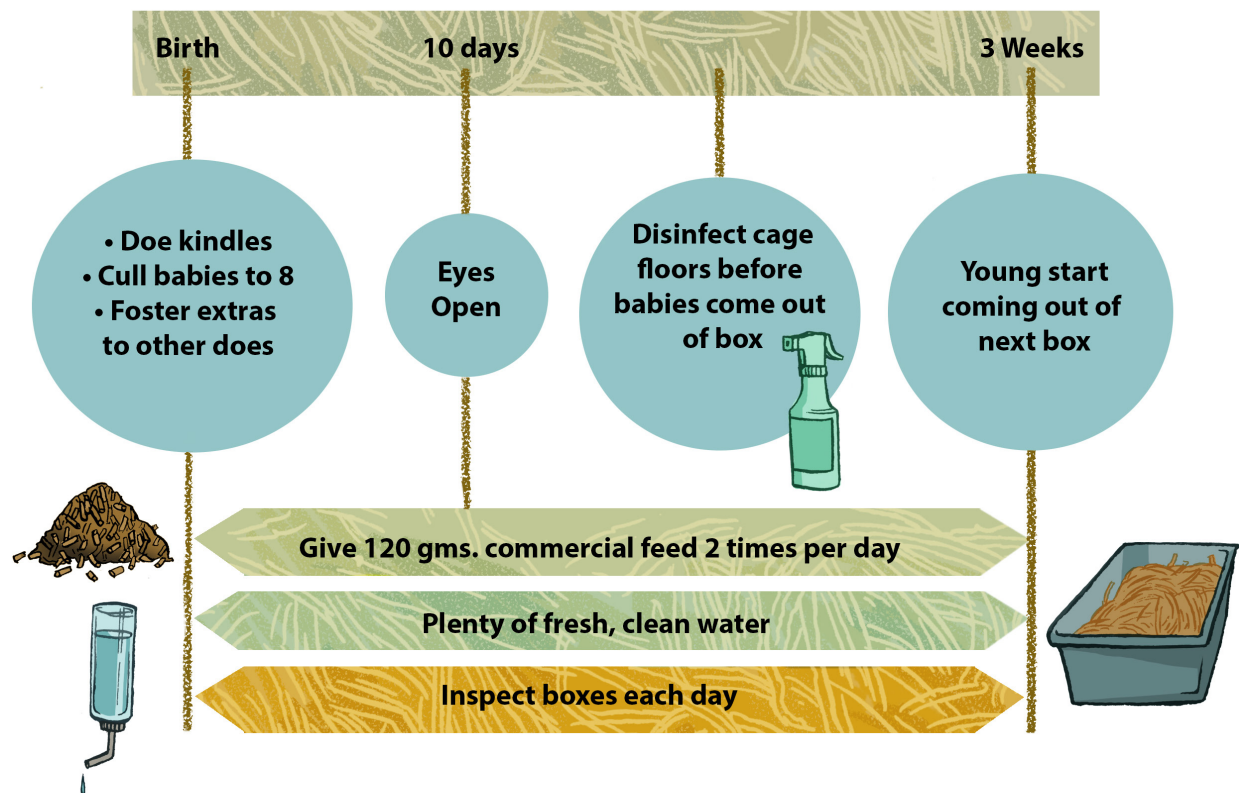 Birth
10 days
3 Weeks
• Doe kindles
• Cull babies to 8
• Foster extras
to other does
Eyes
Open
Disinfect cage
floors before
babies come out
of box
Young start
coming out of
next box
Give 120 gms. commercial feed 2 times per day
Plenty of fresh, clean water
Inspect boxes each day